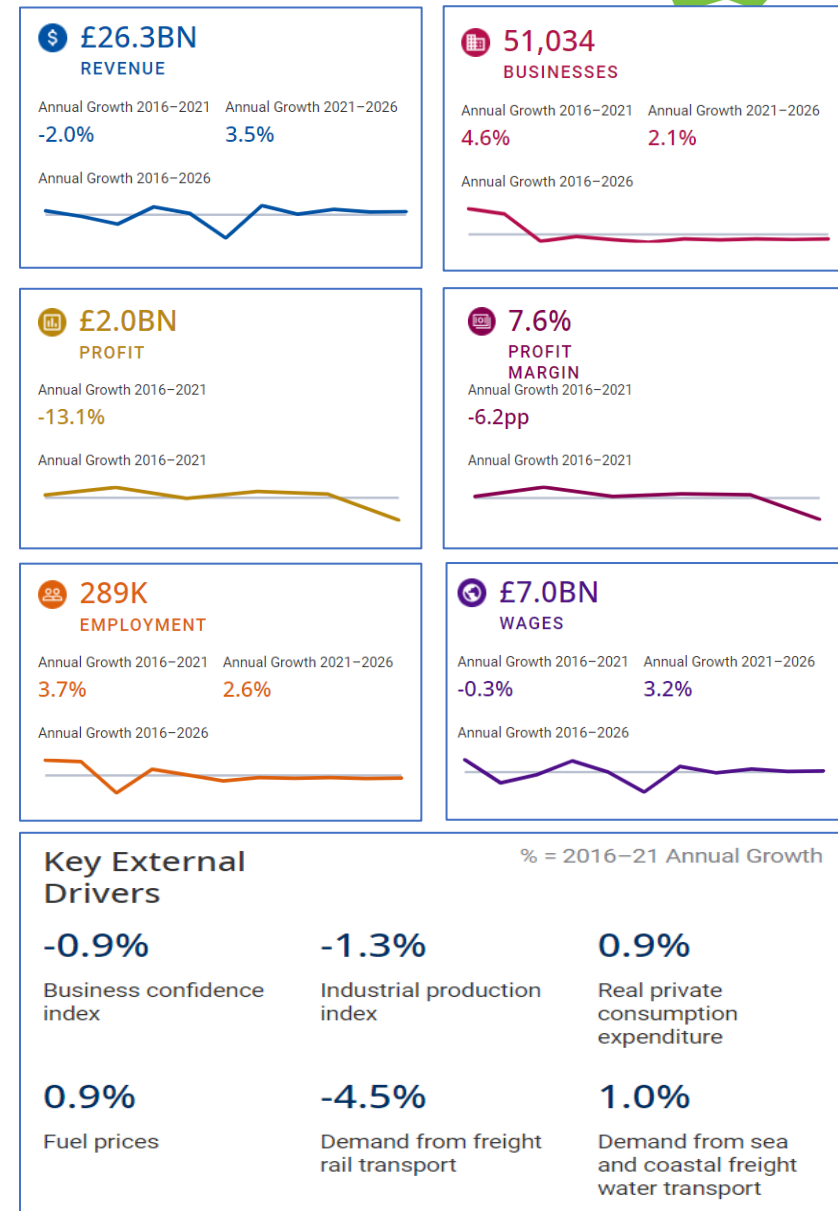 £26.3BN
REVENUE
Annual Growth 2016–2021 Annual Growth 2021–2026
-2.0% 3.5%
Annual Growth 2016–2026
51,034
BUSINESSES
Annual Growth 2016–2021 Annual Growth 2021–2026
4.6% 2.1%
Annual Growth 2016–2026
£2.0BN
PROFIT
Annual Growth 2016–2021
-13.1%
Annual Growth 2016–2021
7.6%
PROFIT
MARGIN
Annual Growth 2016–2021
-6.2pp
Annual Growth 2016–2021
289K
EMPLOYMENT
Annual Growth 2016–2021 Annual Growth 2021–2026
3.7% 2.6%
Annual Growth 2016–2026
£7.0BN
WAGES
Annual Growth 2016–2021 Annual Growth 2021–2026
-0.3% 3.2%
Annual Growth 2016–2026
Key External
Drivers
% = 2016–21 Annual Growth
-0.9%
Business confidence
index
-1.3%
Industrial production
index
0.9%
Real private
consumption
expenditure
0.9%
Fuel prices
-4.5%
Demand from freight
rail transport
1.0%
Demand from sea
and coastal freight
water transport